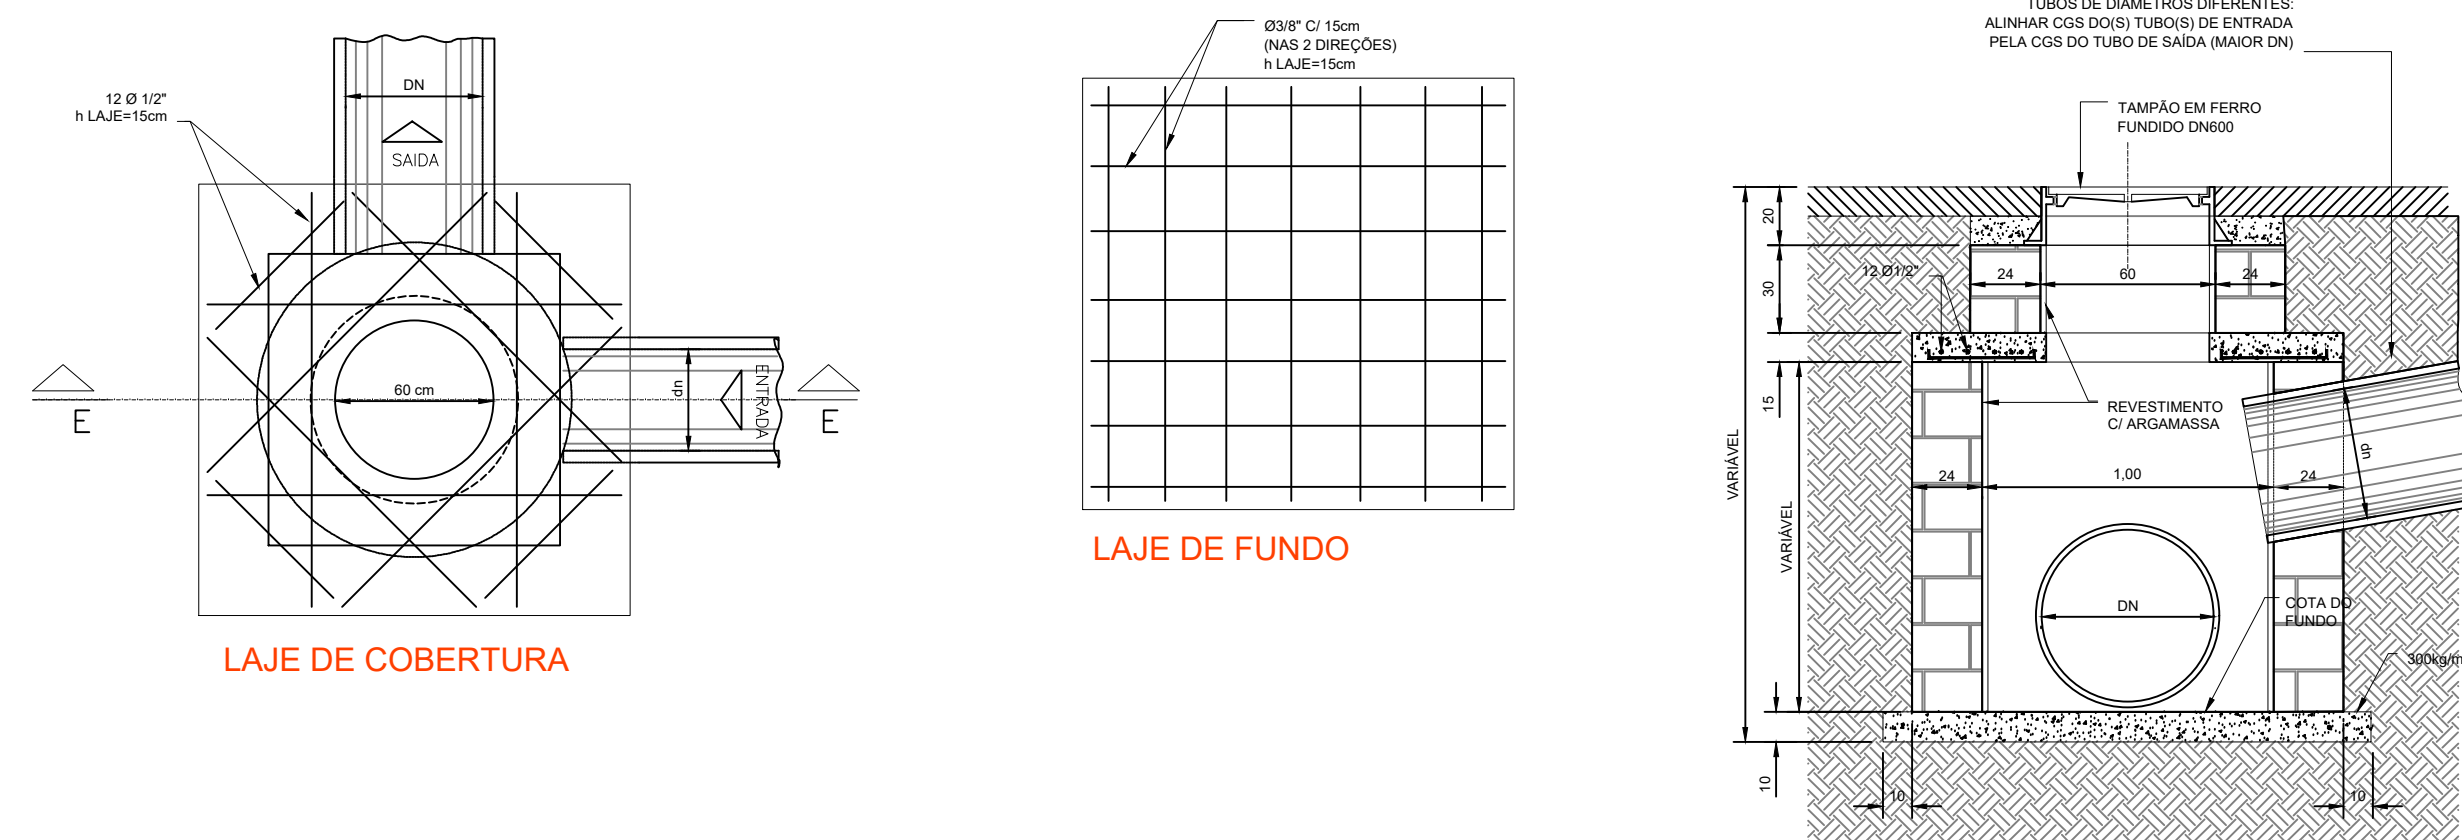 12 Ø 1/2"
h LAJE=15cm
DN
SAIDA
60 cm
dn
ENTRADA
E
E
LAJE DE COBERTURA
Ø3/8" C/ 15cm
(NAS 2 DIREÇÕES)
h LAJE=15cm
LAJE DE FUNDO
TUBOS DE DIÂMETROS DIFERENTES:
ALINHAR CGS DO(S) TUBO(S) DE ENTRADA
PELA CGS DO TUBO DE SAÍDA (MAIOR DN)
TAMPÃO EM FERRO
FUNDIDO DN600
20
30
15
VARIÁVEL
VARIÁVEL
12 Ø1/2"
24
60
24
REVESTIMENTO
C/ ARGAMASSA
24
1,00
24
dn
DN
COTA DO
FUNDO
300kg/m
10
10
10